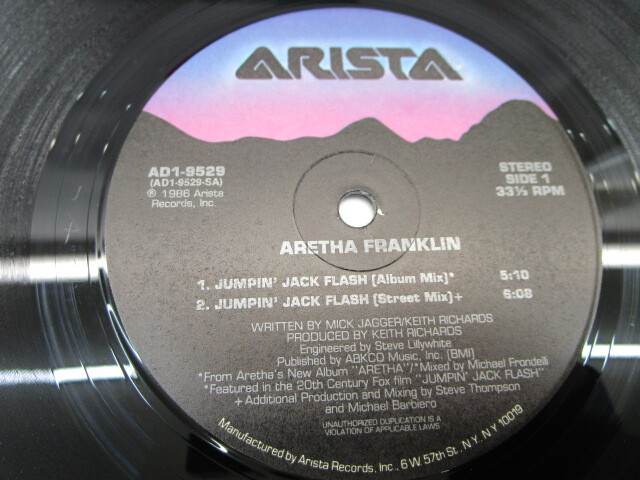 ARISTA
AD1-9529
(AD1-9529-SA)
℗ 1986 Arista
Records, Inc.
STEREO
SIDE 1
33⅓ RPM
ARETHA FRANKLIN
1. JUMPIN' JACK FLASH (Album Mix)* 5:10
2. JUMPIN' JACK FLASH (Street Mix)+ 6:08
WRITTEN BY MICK JAGGER/KEITH RICHARDS
PRODUCED BY KEITH RICHARDS
Engineered by Steve Lillywhite
Published by ABKCO Music, Inc. (BMI)
*From Aretha's New Album "ARETHA"/*Mixed by Michael Frondelli
*Featured in the 20th Century Fox film "JUMPIN' JACK FLASH"
+ Additional Production and Mixing by Steve Thompson
and Michael Barbiero
UNAUTHORIZED DUPLICATION IS A
VIOLATION OF APPLICABLE LAWS
Manufactured by Arista Records, Inc., 6 W 57th St., N.Y. N.Y. 10019